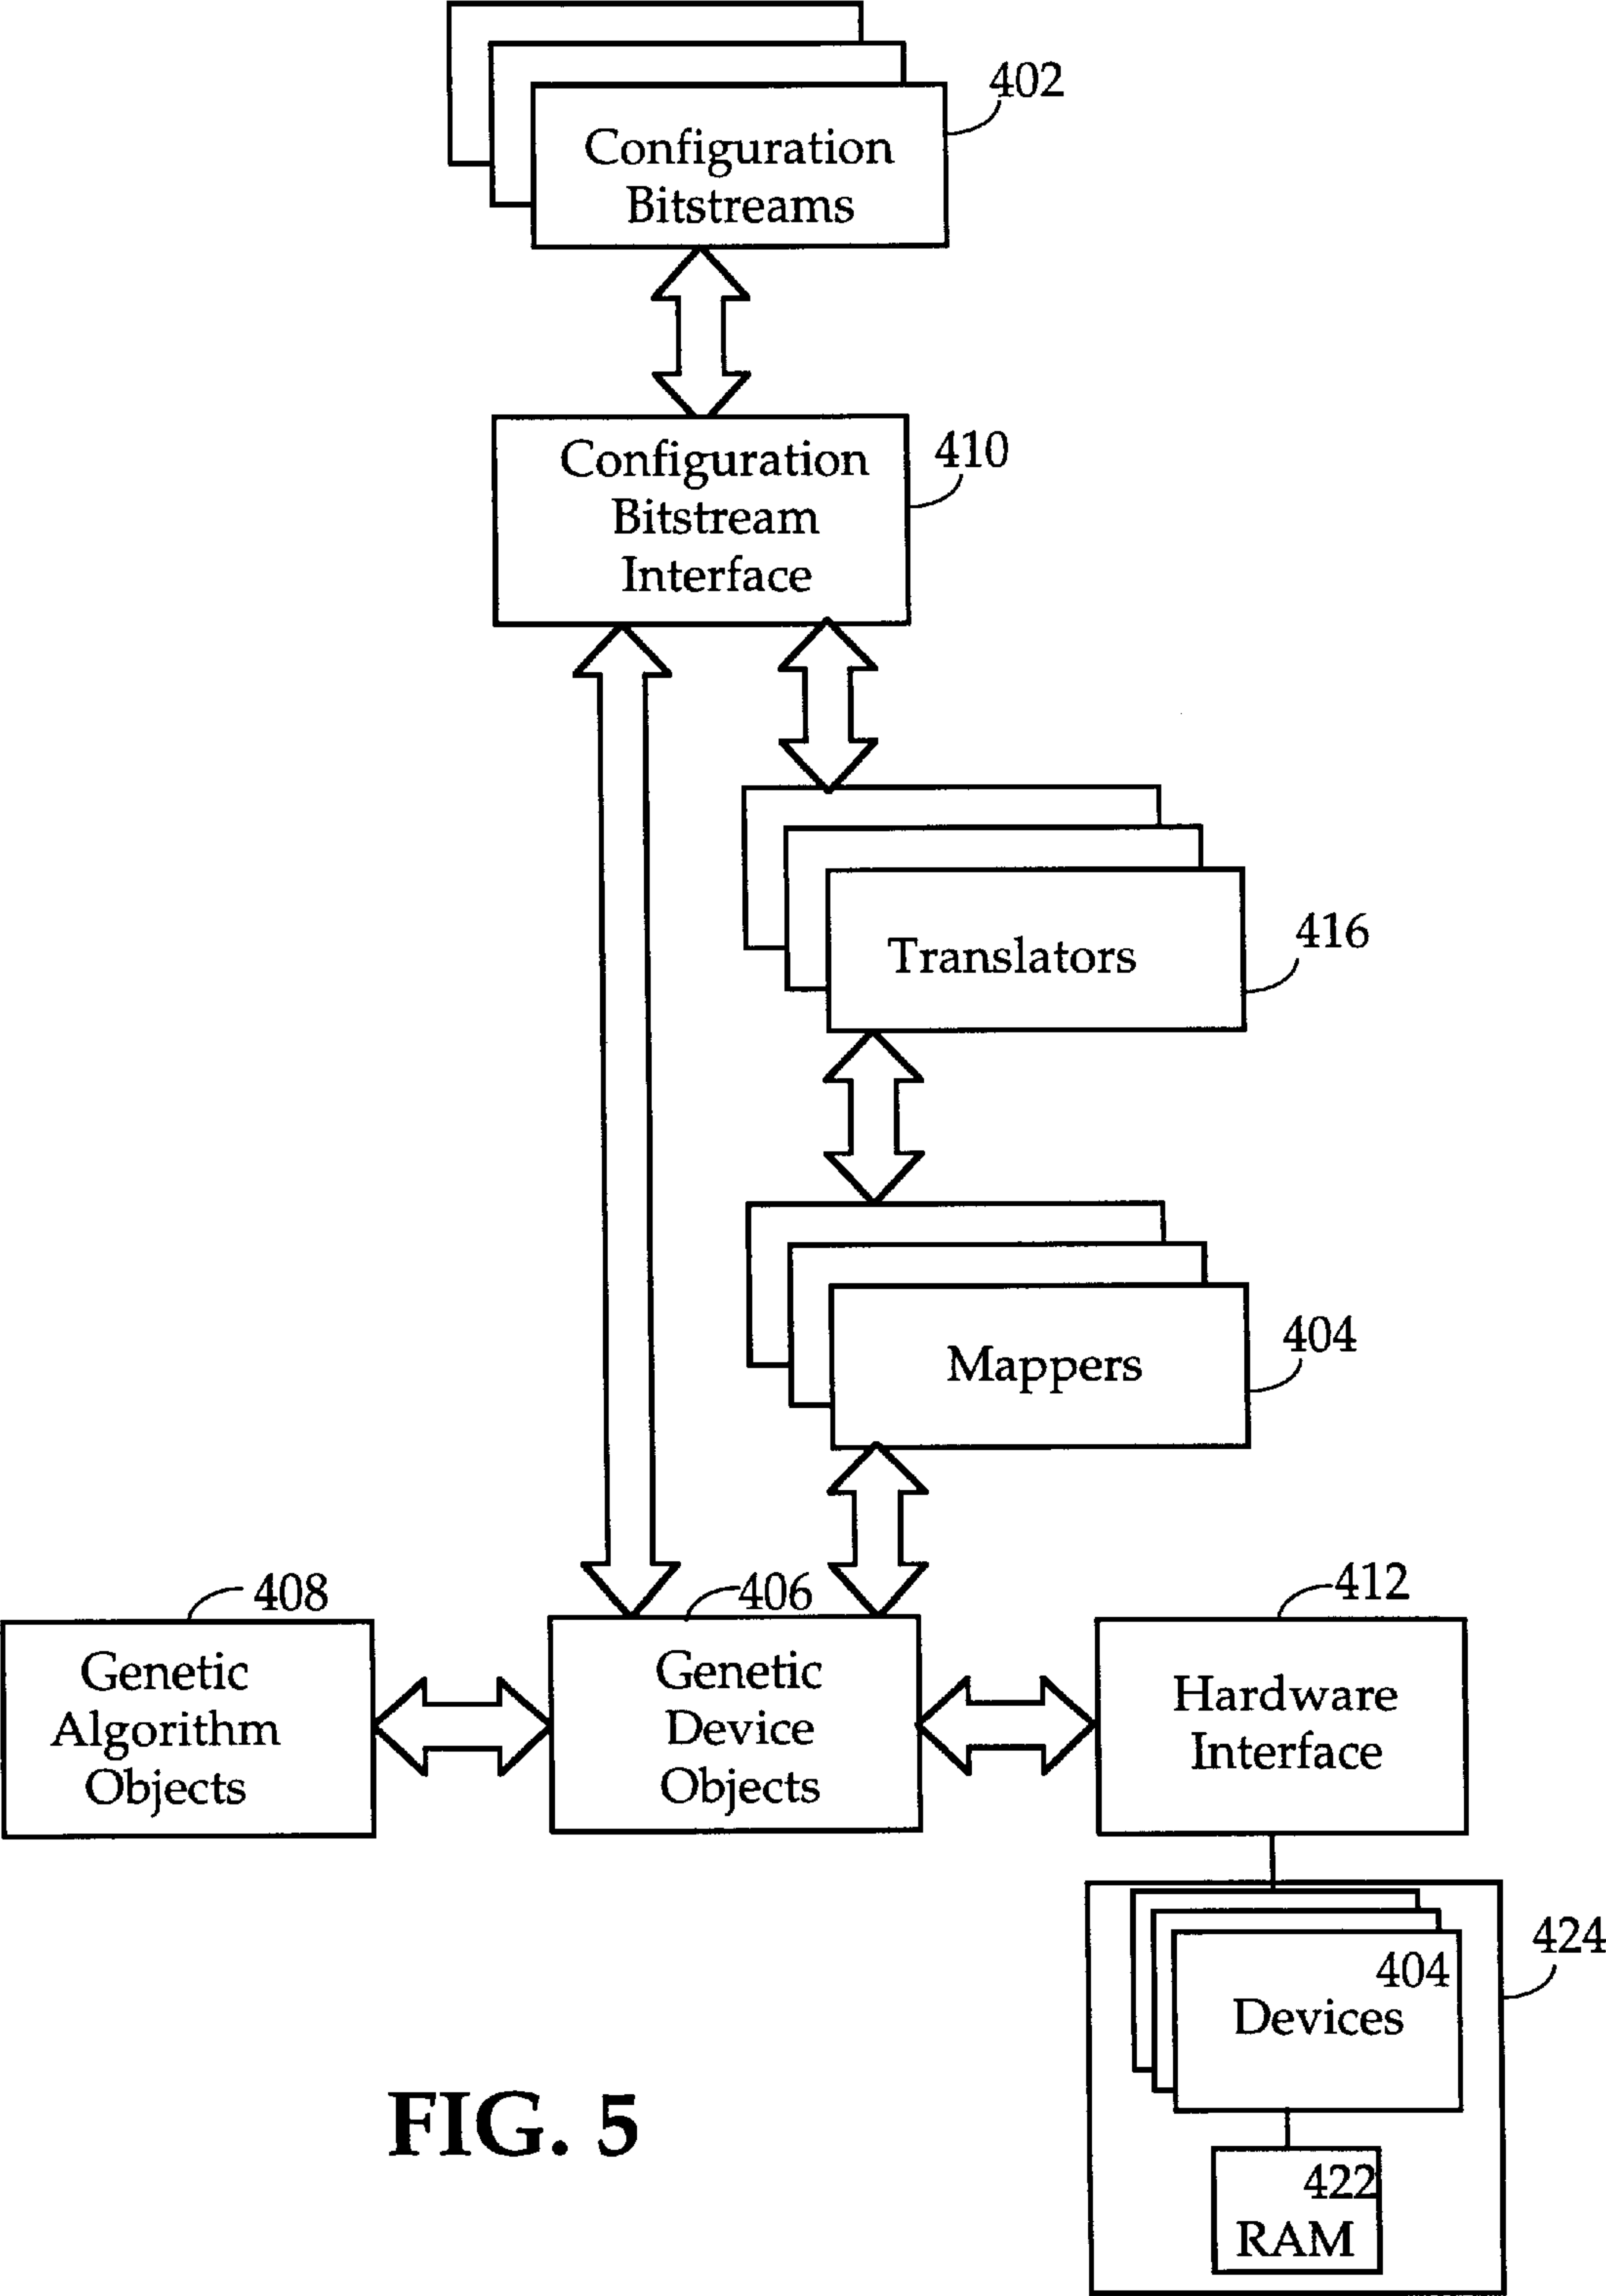 402
Configuration
Bitstreams
410
Configuration
Bitstream
Interface
416
Translators
404
Mappers
408
Genetic
Algorithm
Objects
406
Genetic
Device
Objects
412
Hardware
Interface
424
404
Devices
422
RAM
FIG. 5